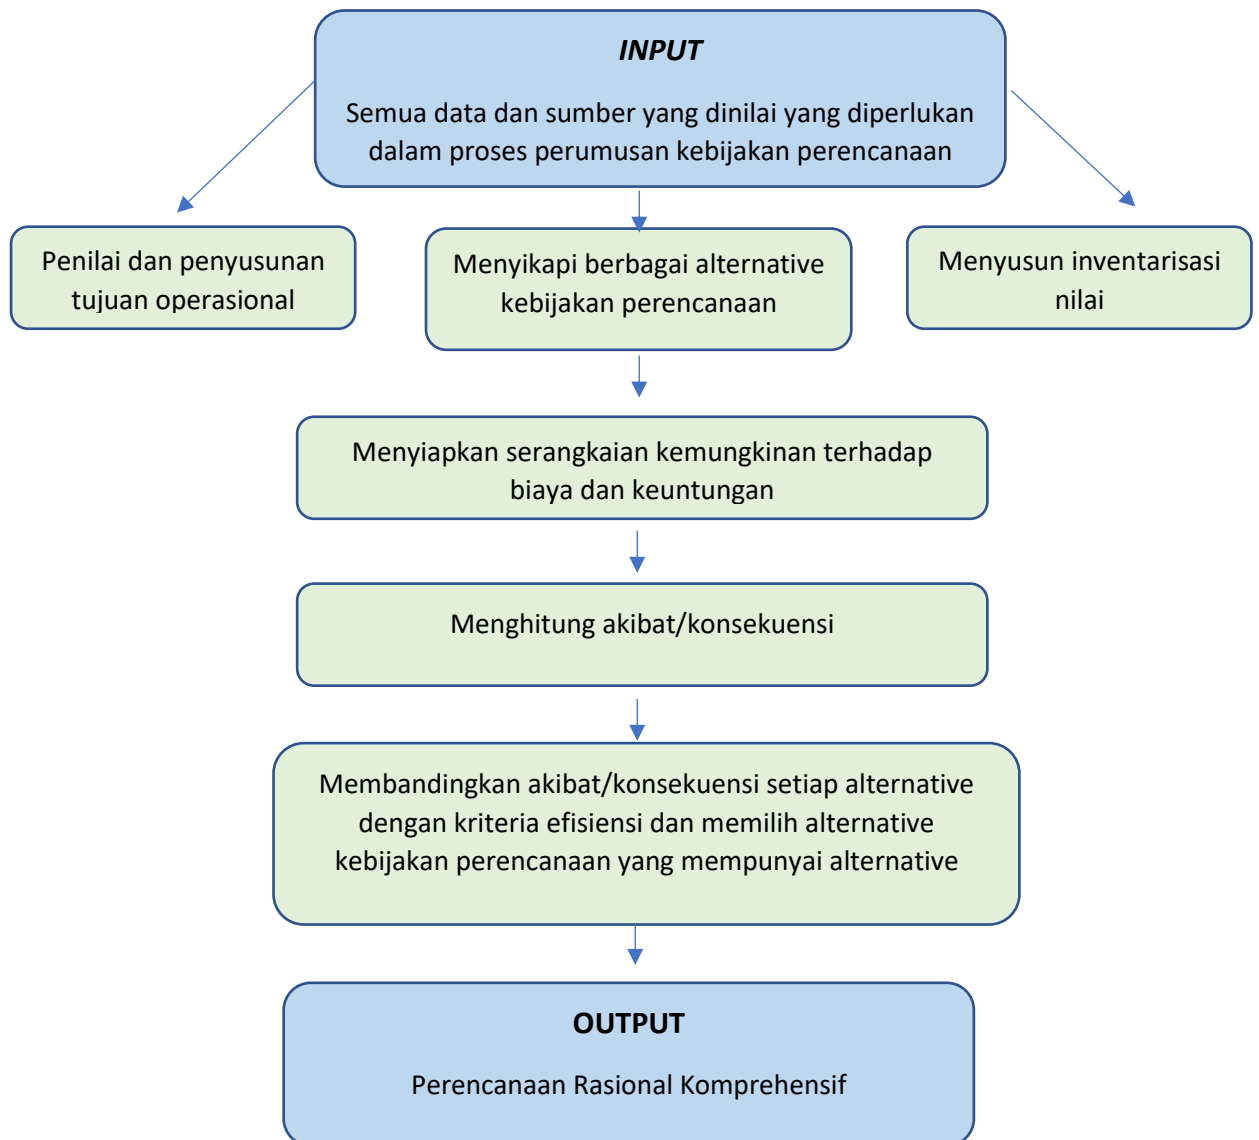 INPUT
Semua data dan sumber yang dinilai yang diperlukan
dalam proses perumusan kebijakan perencanaan
Penilai dan penyusunan
tujuan operasional
Menyikapi berbagai alternative
kebijakan perencanaan
Menyusun inventarisasi
nilai
Menyiapkan serangkaian kemungkinan terhadap
biaya dan keuntungan
Menghitung akibat/konsekuensi
Membandingkan akibat/konsekuensi setiap alternative
dengan kriteria efisiensi dan memilih alternative
kebijakan perencanaan yang mempunyai alternative
OUTPUT
Perencanaan Rasional Komprehensif